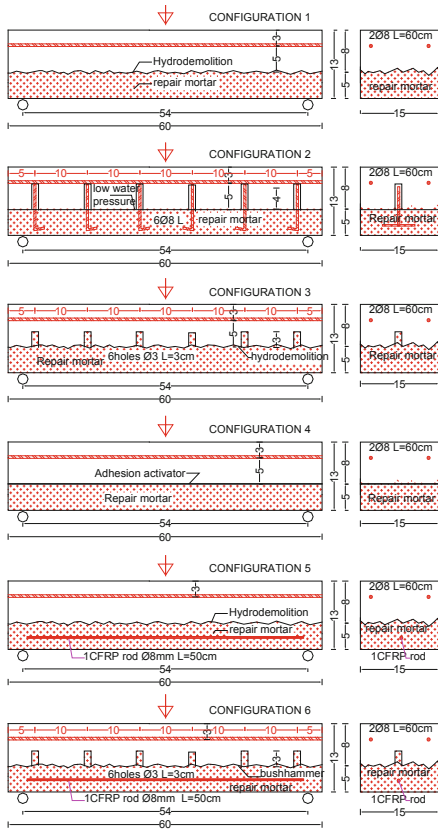 CONFIGURATION 1
3
5
Hydrodemolition
repair mortar
13
8
5
54
60
2Ø8 L=60cm
repair mortar
15
CONFIGURATION 2
5 10 10 10 10 10 5
3
5
4
low water
pressure
6Ø8 L
repair mortar
13
8
5
54
60
2Ø8 L=60cm
Repair mortar
15
CONFIGURATION 3
5 10 10 10 10 10 5
3
5
3
6holes Ø3 L=3cm
hydrodemolition
Repair mortar
13
8
5
54
60
2Ø8 L=60cm
Repair mortar
15
CONFIGURATION 4
3
5
Adhesion activator
Repair mortar
13
8
5
54
60
2Ø8 L=60cm
Repair mortar
15
CONFIGURATION 5
3
Hydrodemolition
repair mortar
1CFRP rod Ø8mm L=50cm
13
8
5
54
60
2Ø8 L=60cm
repair mortar
1CFRP rod
15
CONFIGURATION 6
5 10 10 10 10 10 5
3
3
6holes Ø3 L=3cm
bushhammer
repair mortar
1CFRP rod Ø8mm L=50cm
13
8
5
54
60
2Ø8 L=60cm
repair mortar
1CFRP rod
15